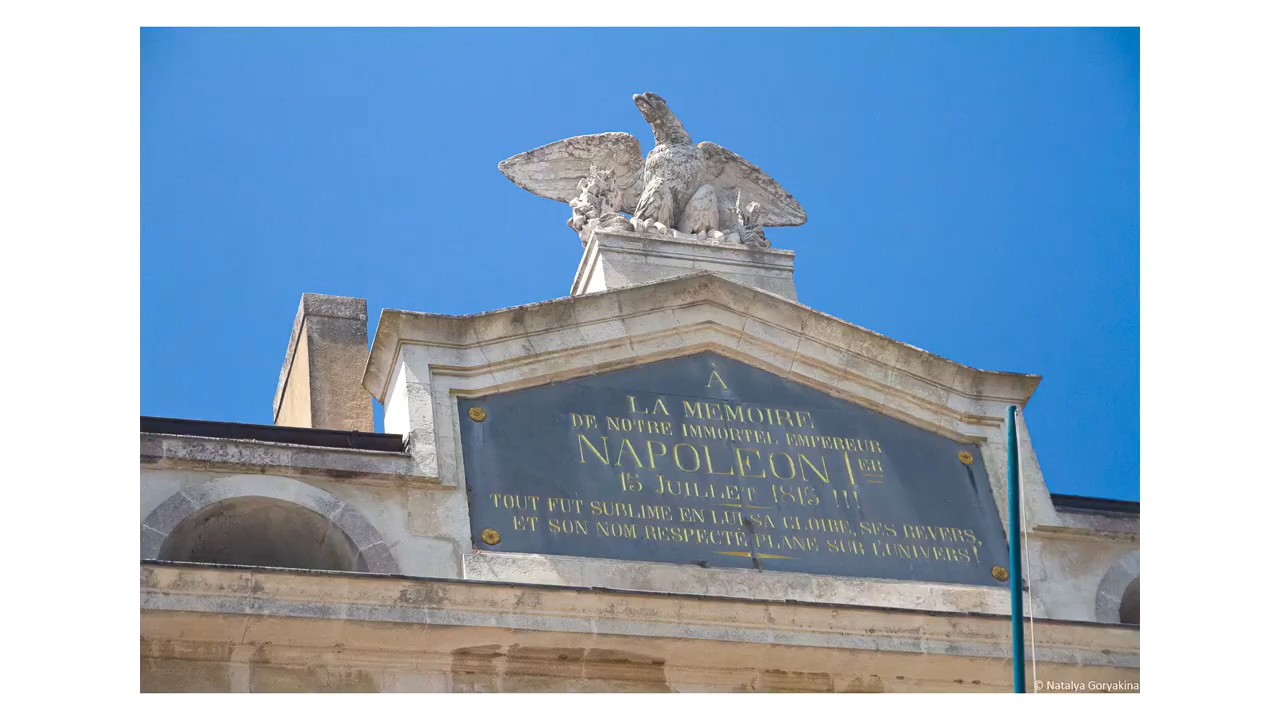 À
LA MEMOIRE
DE NOTRE IMMORTEL EMPEREUR
NAPOLEON IER
15 JUILLET 1815 !!!
TOUT FUT SUBLIME EN LUI SA GLOIRE, SES REVERS,
ET SON NOM RESPECTÉ PLANE SUR L'UNIVERS!
© Natalya Goryakina